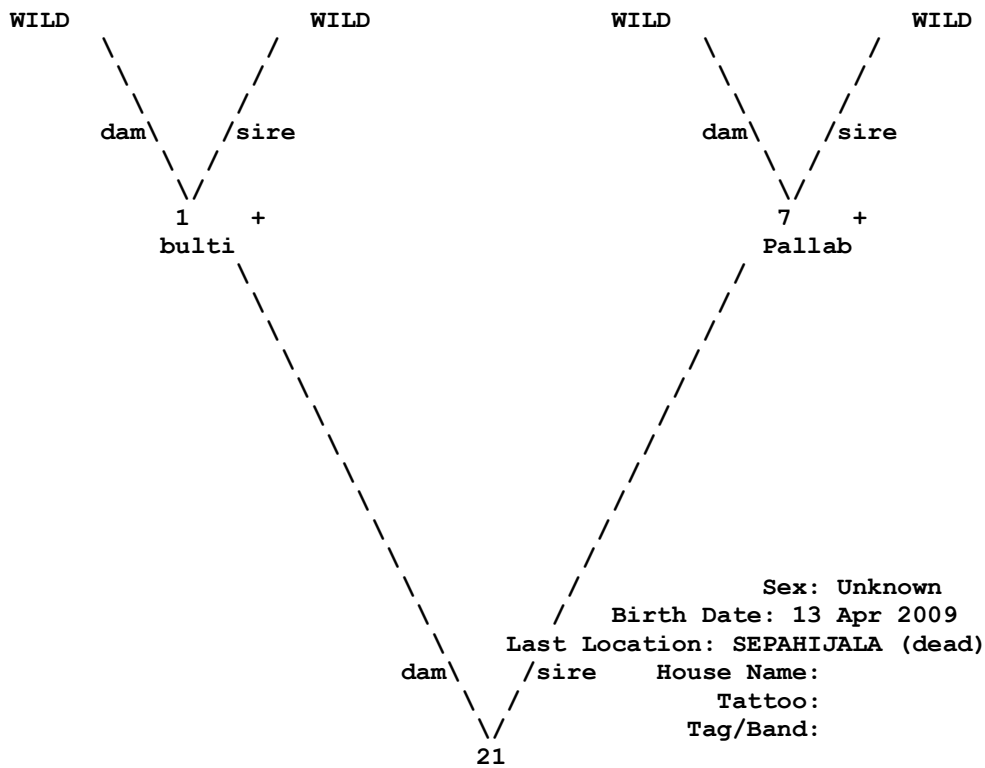 WILD WILD WILD WILD
dam sire dam sire
1 + 7 +
bulti Pallab
Sex: Unknown
Birth Date: 13 Apr 2009
Last Location: SEPAHIJALA (dead)
dam sire House Name:
Tattoo:
Tag/Band:
21